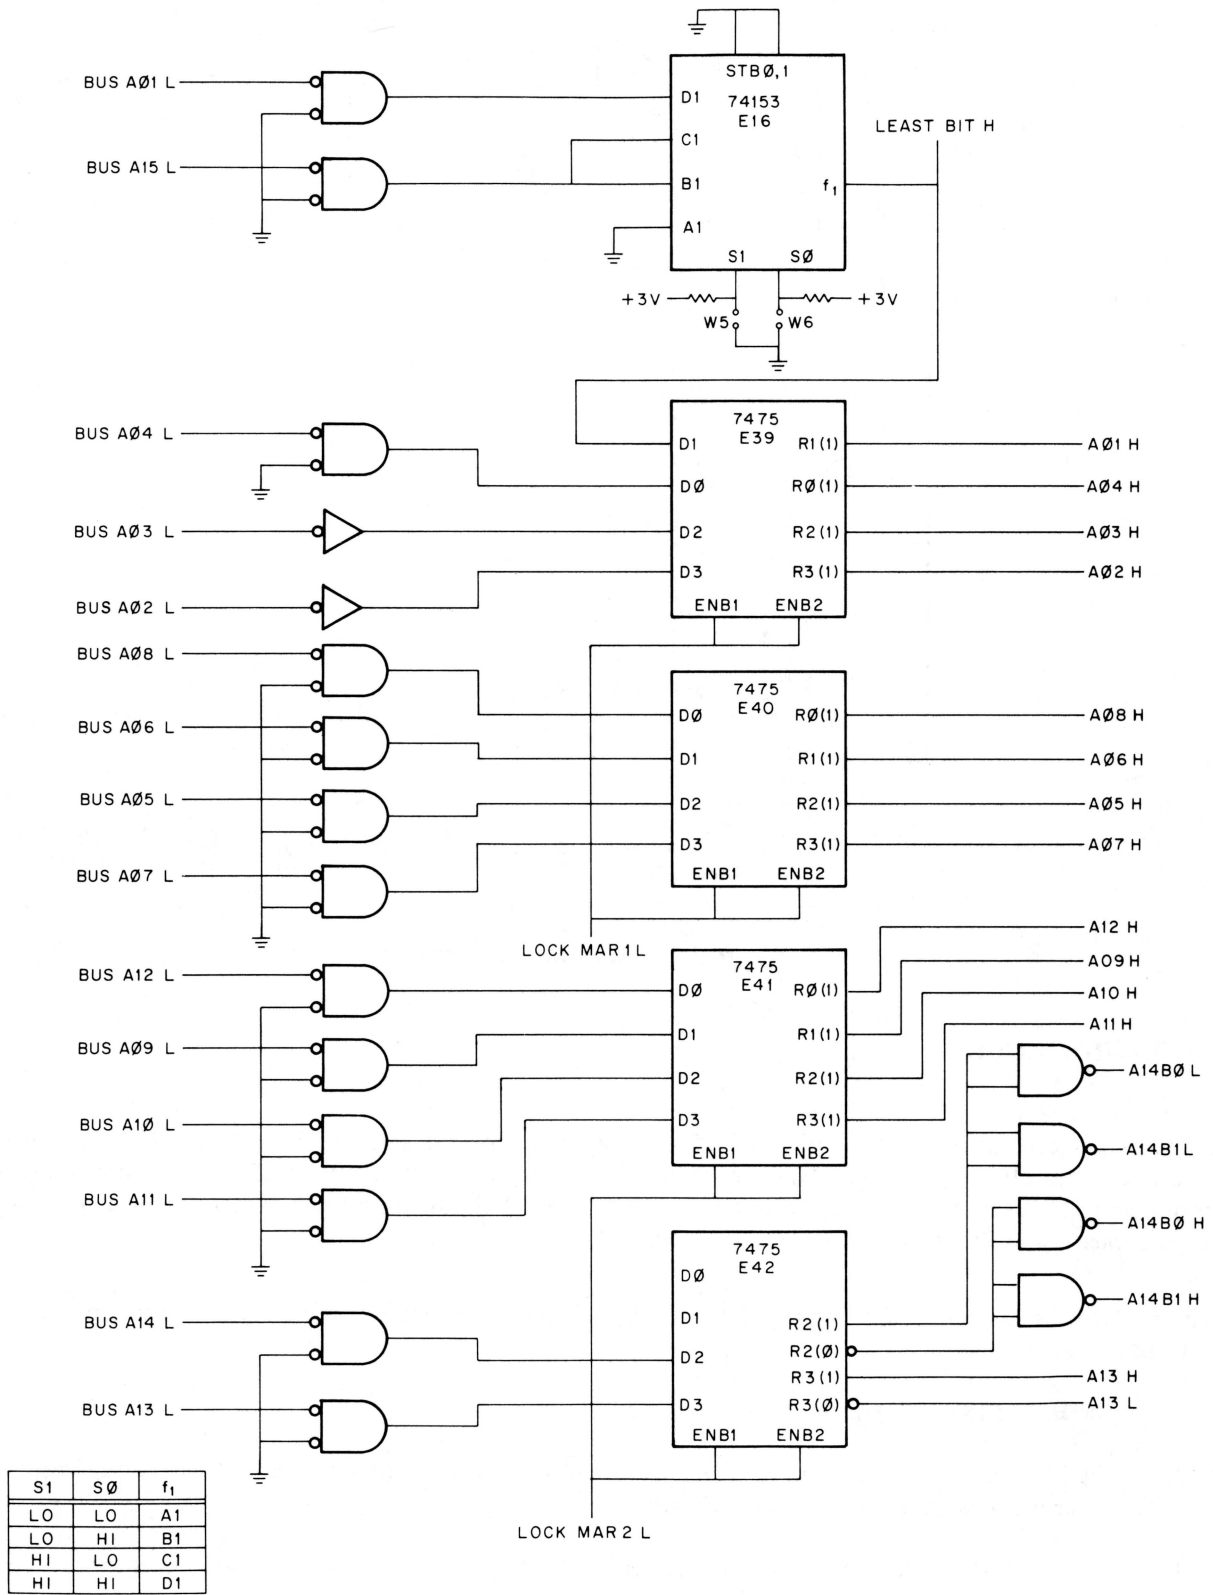 STBØ,1
BUS AØ1 L
74153
D1
E16
LEAST BIT H
C1
BUS A15 L
B1
f1
A1
S1 SØ
+3V +3V
W5 W6
7475
E39
BUS AØ4 L
D1 R1(1) AØ1 H
DØ RØ(1) AØ4 H
BUS AØ3 L
D2 R2(1) AØ3 H
D3 R3(1) AØ2 H
BUS AØ2 L
ENB1 ENB2
BUS AØ8 L
7475
E40
DØ RØ(1) AØ8 H
BUS AØ6 L
D1 R1(1) AØ6 H
BUS AØ5 L
D2 R2(1) AØ5 H
D3 R3(1) AØ7 H
BUS AØ7 L
ENB1 ENB2
LOCK MAR1L
A12 H
BUS A12 L
7475
E41
AO9 H
DØ RØ(1)
A10 H
A11 H
D1 R1(1)
BUS AØ9 L
A14BØ L
D2 R2(1)
BUS A1Ø L
D3 R3(1)
A14B1L
ENB1 ENB2
BUS A11 L
A14BØ H
7475
E42
DØ
A14B1 H
BUS A14 L
D1 R2(1)
D2 R2(Ø)
R3(1) A13 H
BUS A13 L
D3 R3(Ø) A13 L
ENB1 ENB2
LOCK MAR2 L
S1 SØ f1
LO LO A1
LO HI B1
HI LO C1
HI HI D1